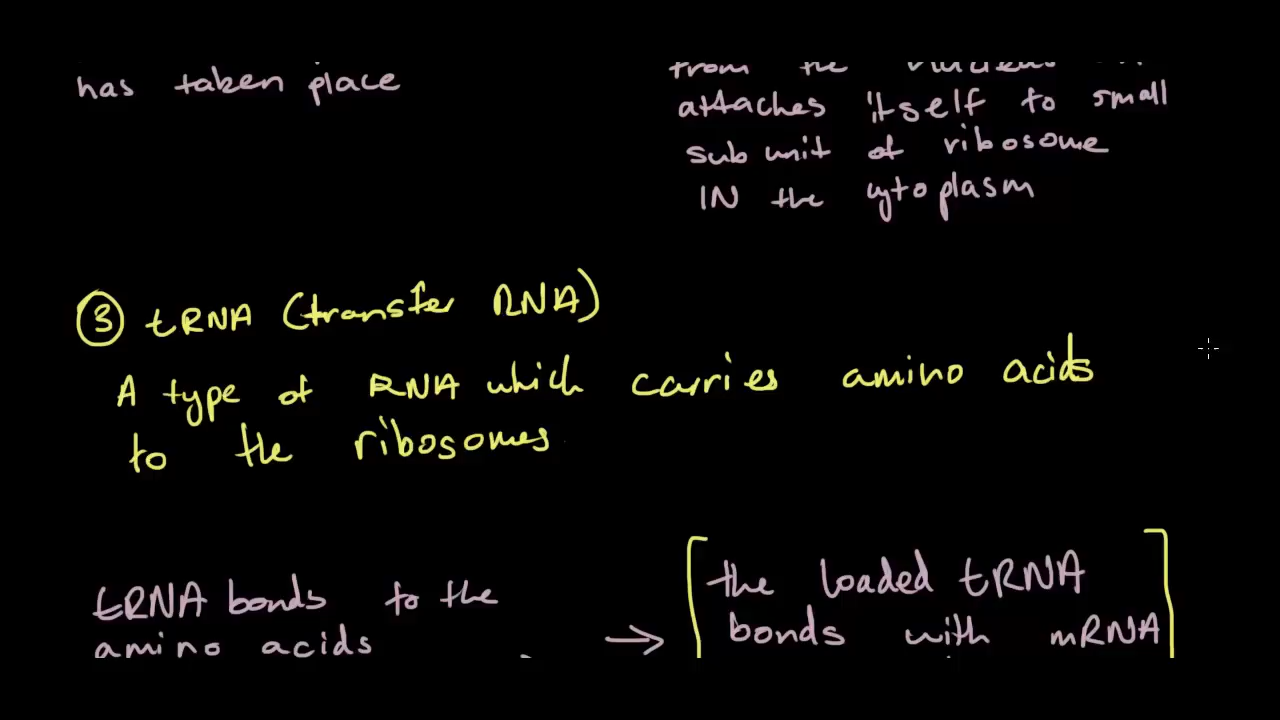 has taken place
from the
attaches itself to small
sub unit of ribosome
IN the cytoplasm
③ tRNA (transfer RNA)
A type of RNA which carries amino acids
to the ribosomes
tRNA bonds to the
amino acids
→
the loaded tRNA
bonds with mRNA